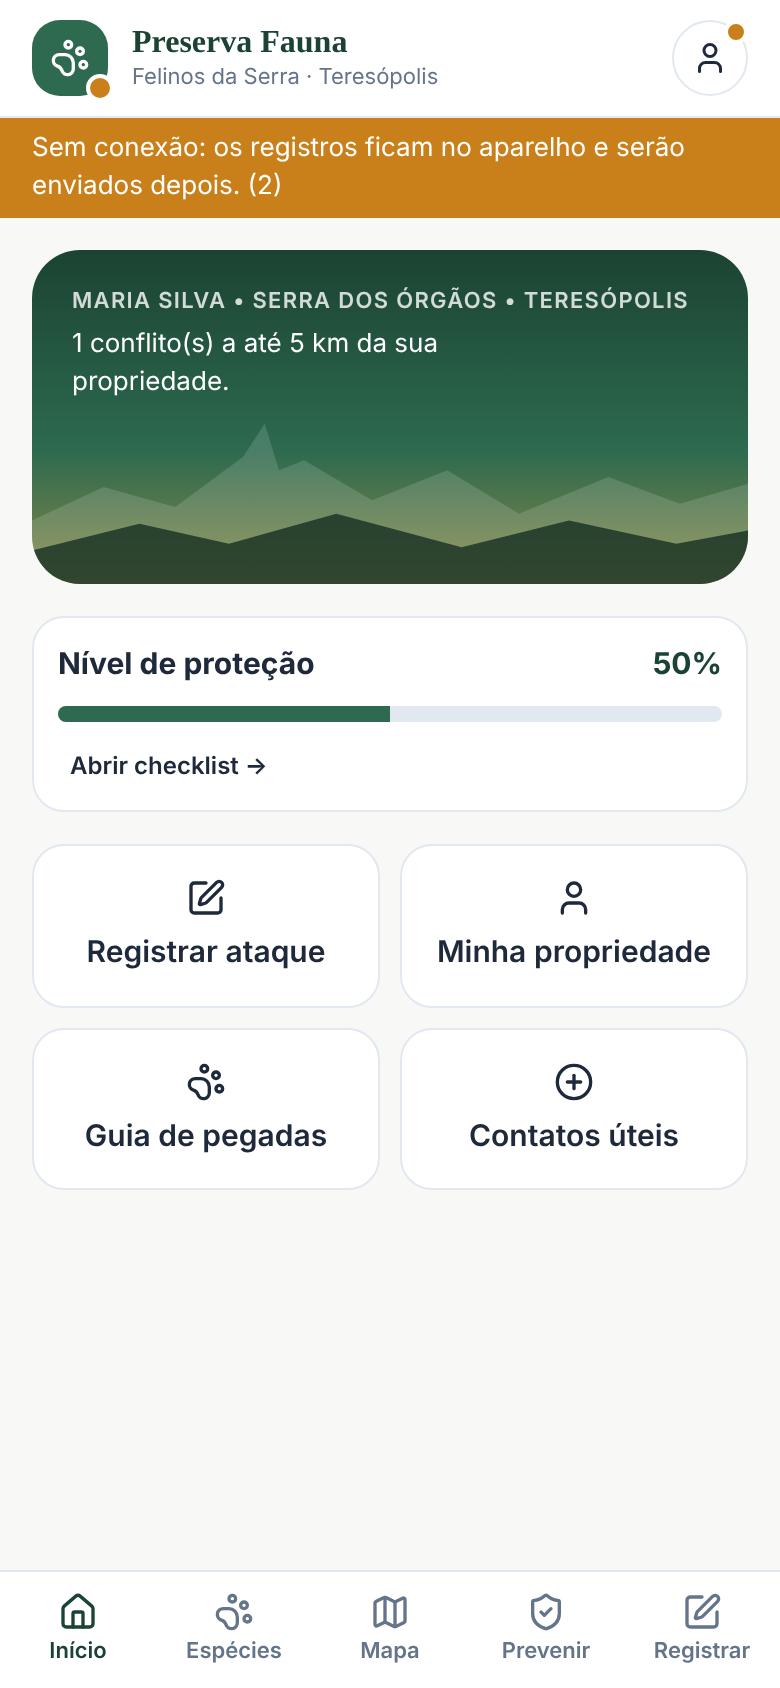 Preserva Fauna
Felinos da Serra · Teresópolis
Sem conexão: os registros ficam no aparelho e serão
enviados depois. (2)
MARIA SILVA • SERRA DOS ÓRGÃOS • TERESÓPOLIS
1 conflito(s) a até 5 km da sua
propriedade.
Nível de proteção 50%
Abrir checklist →
Registrar ataque
Minha propriedade
Guia de pegadas
Contatos úteis
Início
Espécies
Mapa
Prevenir
Registrar